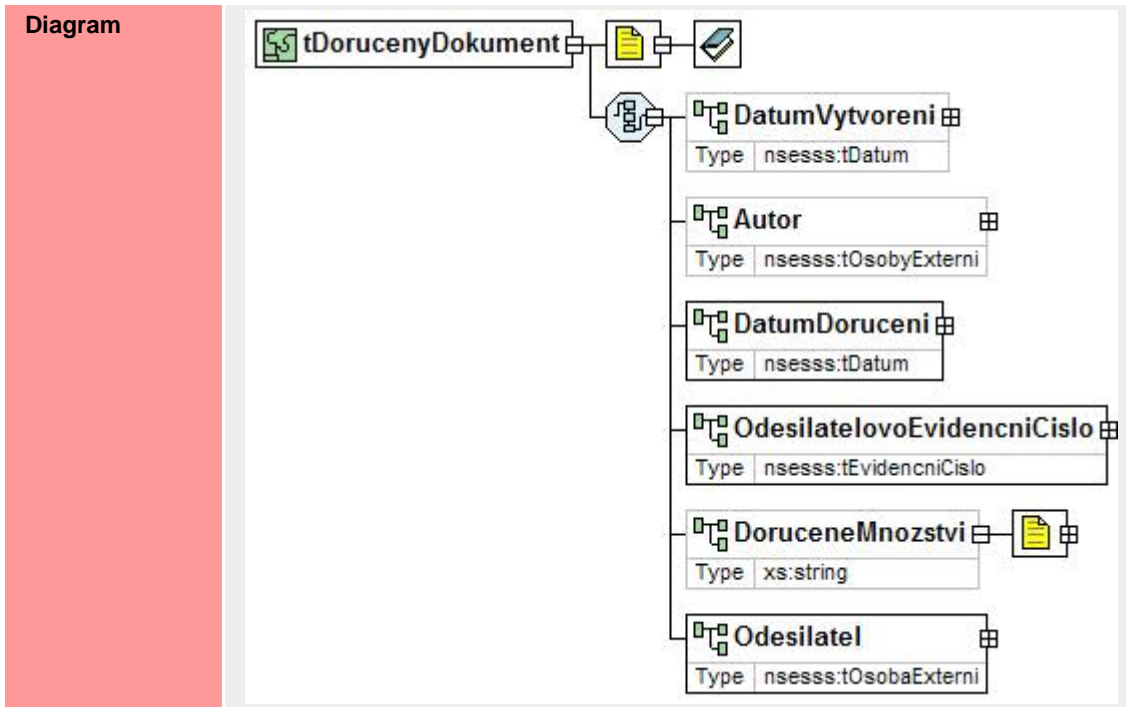 Diagram
tDorucenyDokument
DatumVytvoreni
Type nsesss:tDatum
Autor
Type nsesss:tOsobyExterni
DatumDoruceni
Type nsesss:tDatum
OdesilatelovoEvidencniCislo
Type nsesss:tEvidencniCislo
DoruceneMnozstvi
Type xs:string
Odesilatel
Type nsesss:tOsobaExterni